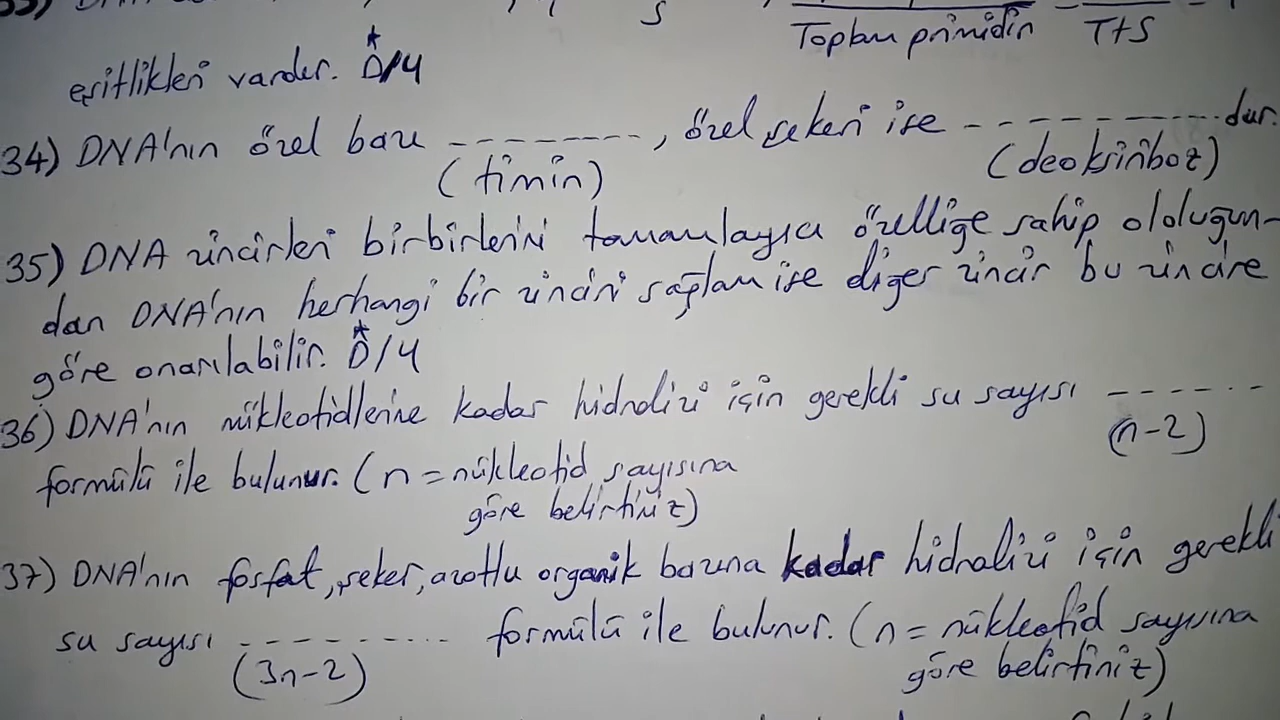 33)
Toplam primidin T+S
eşitlikleri vardır. D/Y
34) DNA'nın özel bazı ---------, özel şekeri ise ----------- dur.
(timin) (deoksiriboz)
35) DNA zincirleri birbirlerini tamamlayıcı özelliğe sahip ololuğun-
dan DNA'nın herhangi bir zinciri sağlam ise diğer zincir bu zincire
göre onarılabilir. D/Y
36) DNA'nın nükleotidlerine kadar hidrolizi için gerekli su sayısı ------
(n-2)
formülü ile bulunur. (n = nükleotid sayısına
göre belirtiniz)
37) DNA'nın fosfat, şeker, azotlu organik bazına kadar hidrolizi için gerekli
su sayısı --------- formülü ile bulunur. (n = nükleotid sayısına
(3n-2) göre belirtiniz)